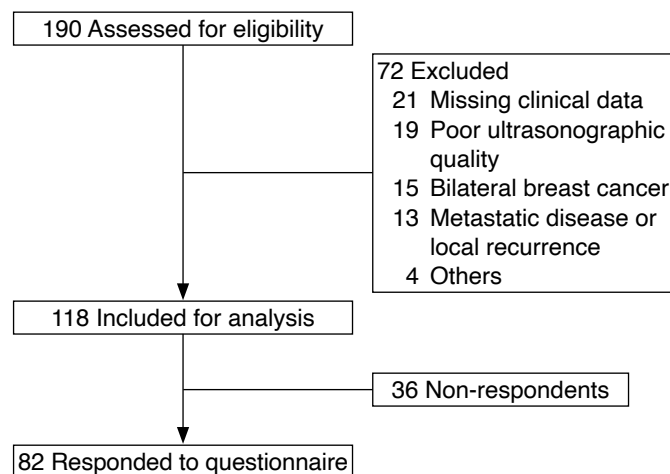 190 Assessed for eligibility
72 Excluded
21 Missing clinical data
19 Poor ultrasonographic
quality
15 Bilateral breast cancer
13 Metastatic disease or
local recurrence
4 Others
118 Included for analysis
36 Non-respondents
82 Responded to questionnaire